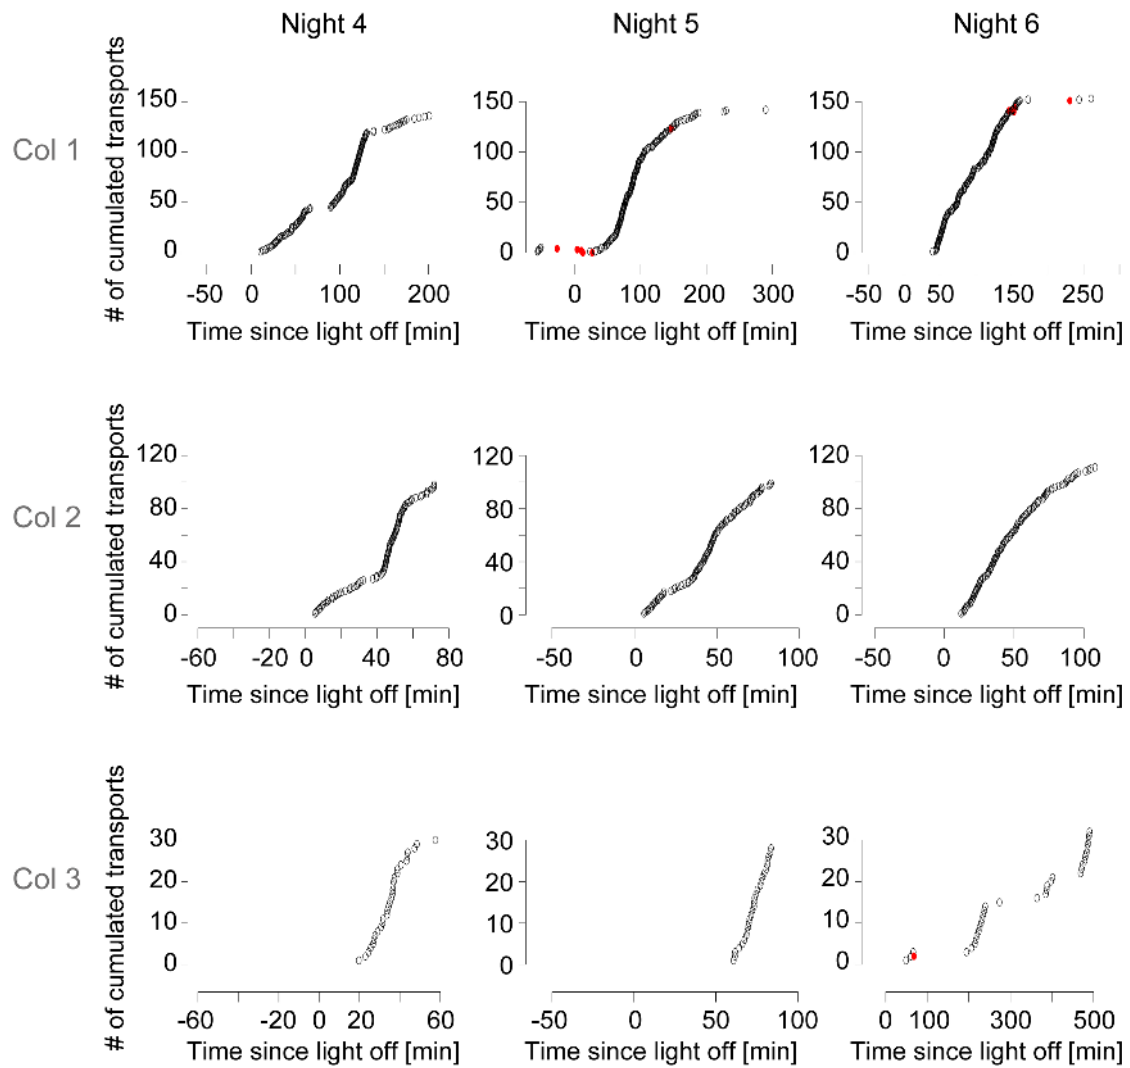 Night 4 Night 5 Night 6
Col 1
# of cumulated transports
150 150 150
100 100 100
50 50 50
0 0 0
-50 0 100 200 0 100 200 300 -50 0 50 150 250
Time since light off [min] Time since light off [min] Time since light off [min]
Col 2
# of cumulated transports
120 120 120
80 80 80
40 40 40
0 0 0
-60 -20 0 40 80 -50 0 50 100 -50 0 50 100
Time since light off [min] Time since light off [min] Time since light off [min]
Col 3
# of cumulated transports
30 30 30
20 20 20
10 10 10
0 0 0
-60 -20 0 20 60 -50 0 50 100 0 100 300 500
Time since light off [min] Time since light off [min] Time since light off [min]